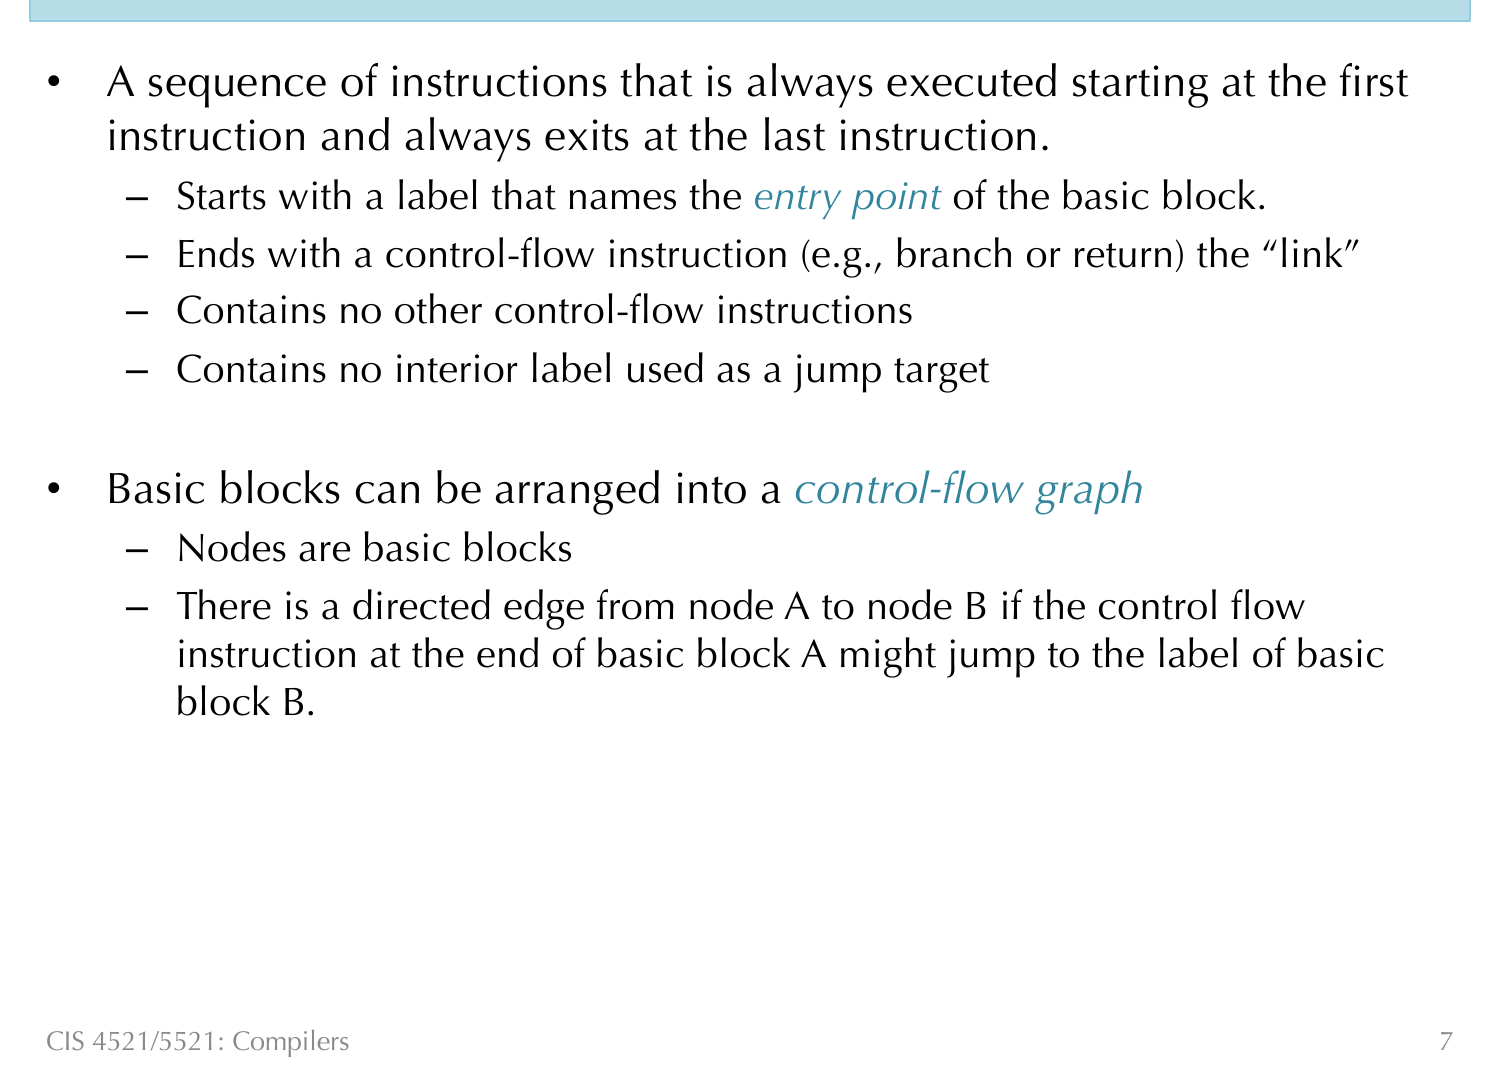 • A sequence of instructions that is always executed starting at the first
instruction and always exits at the last instruction.
– Starts with a label that names the entry point of the basic block.
– Ends with a control-flow instruction (e.g., branch or return) the “link”
– Contains no other control-flow instructions
– Contains no interior label used as a jump target
• Basic blocks can be arranged into a control-flow graph
– Nodes are basic blocks
– There is a directed edge from node A to node B if the control flow
instruction at the end of basic block A might jump to the label of basic
block B.
CIS 4521/5521: Compilers
7